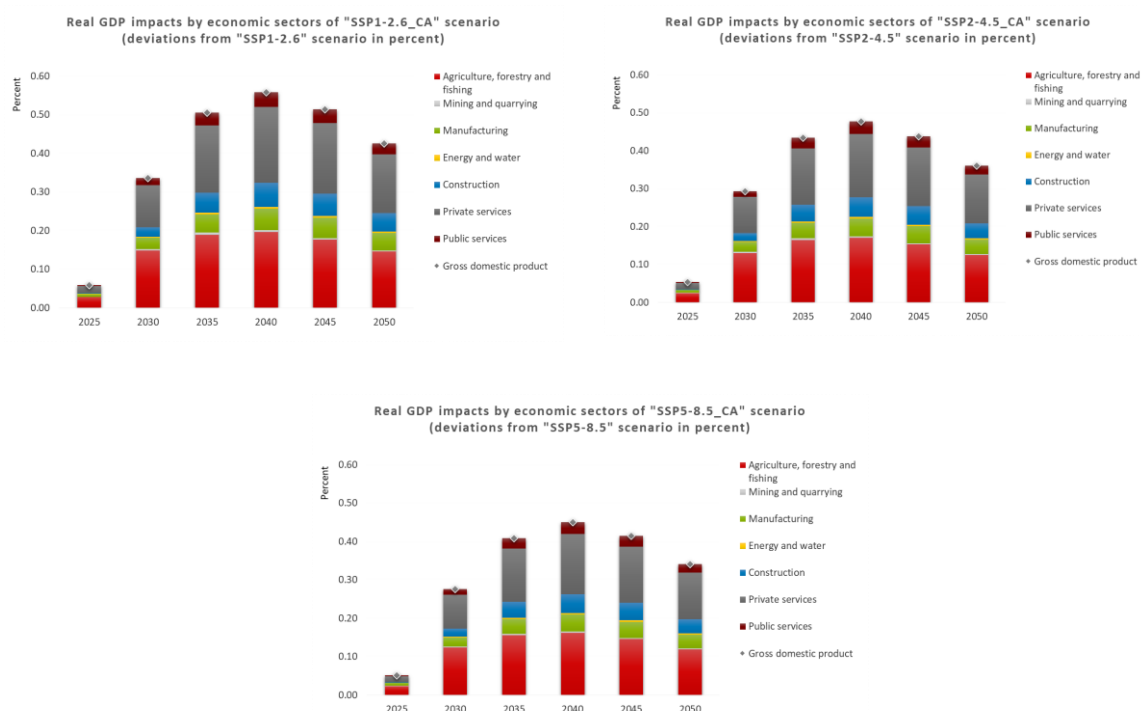 Real GDP impacts by economic sectors of "SSP1-2.6_CA" scenario
(deviations from "SSP1-2.6" scenario in percent)
Percent
0.60
0.50
0.40
0.30
0.20
0.10
0.00
2025 2030 2035 2040 2045 2050
Agriculture, forestry and
fishing
Mining and quarrying
Manufacturing
Energy and water
Construction
Private services
Public services
Gross domestic product
Real GDP impacts by economic sectors of "SSP2-4.5_CA" scenario
(deviations from "SSP2-4.5" scenario in percent)
Percent
0.60
0.50
0.40
0.30
0.20
0.10
0.00
2025 2030 2035 2040 2045 2050
Agriculture, forestry and
fishing
Mining and quarrying
Manufacturing
Energy and water
Construction
Private services
Public services
Gross domestic product
Real GDP impacts by economic sectors of "SSP5-8.5_CA" scenario
(deviations from "SSP5-8.5" scenario in percent)
Percent
0.60
0.50
0.40
0.30
0.20
0.10
0.00
2025 2030 2035 2040 2045 2050
Agriculture, forestry and
fishing
Mining and quarrying
Manufacturing
Energy and water
Construction
Private services
Public services
Gross domestic product